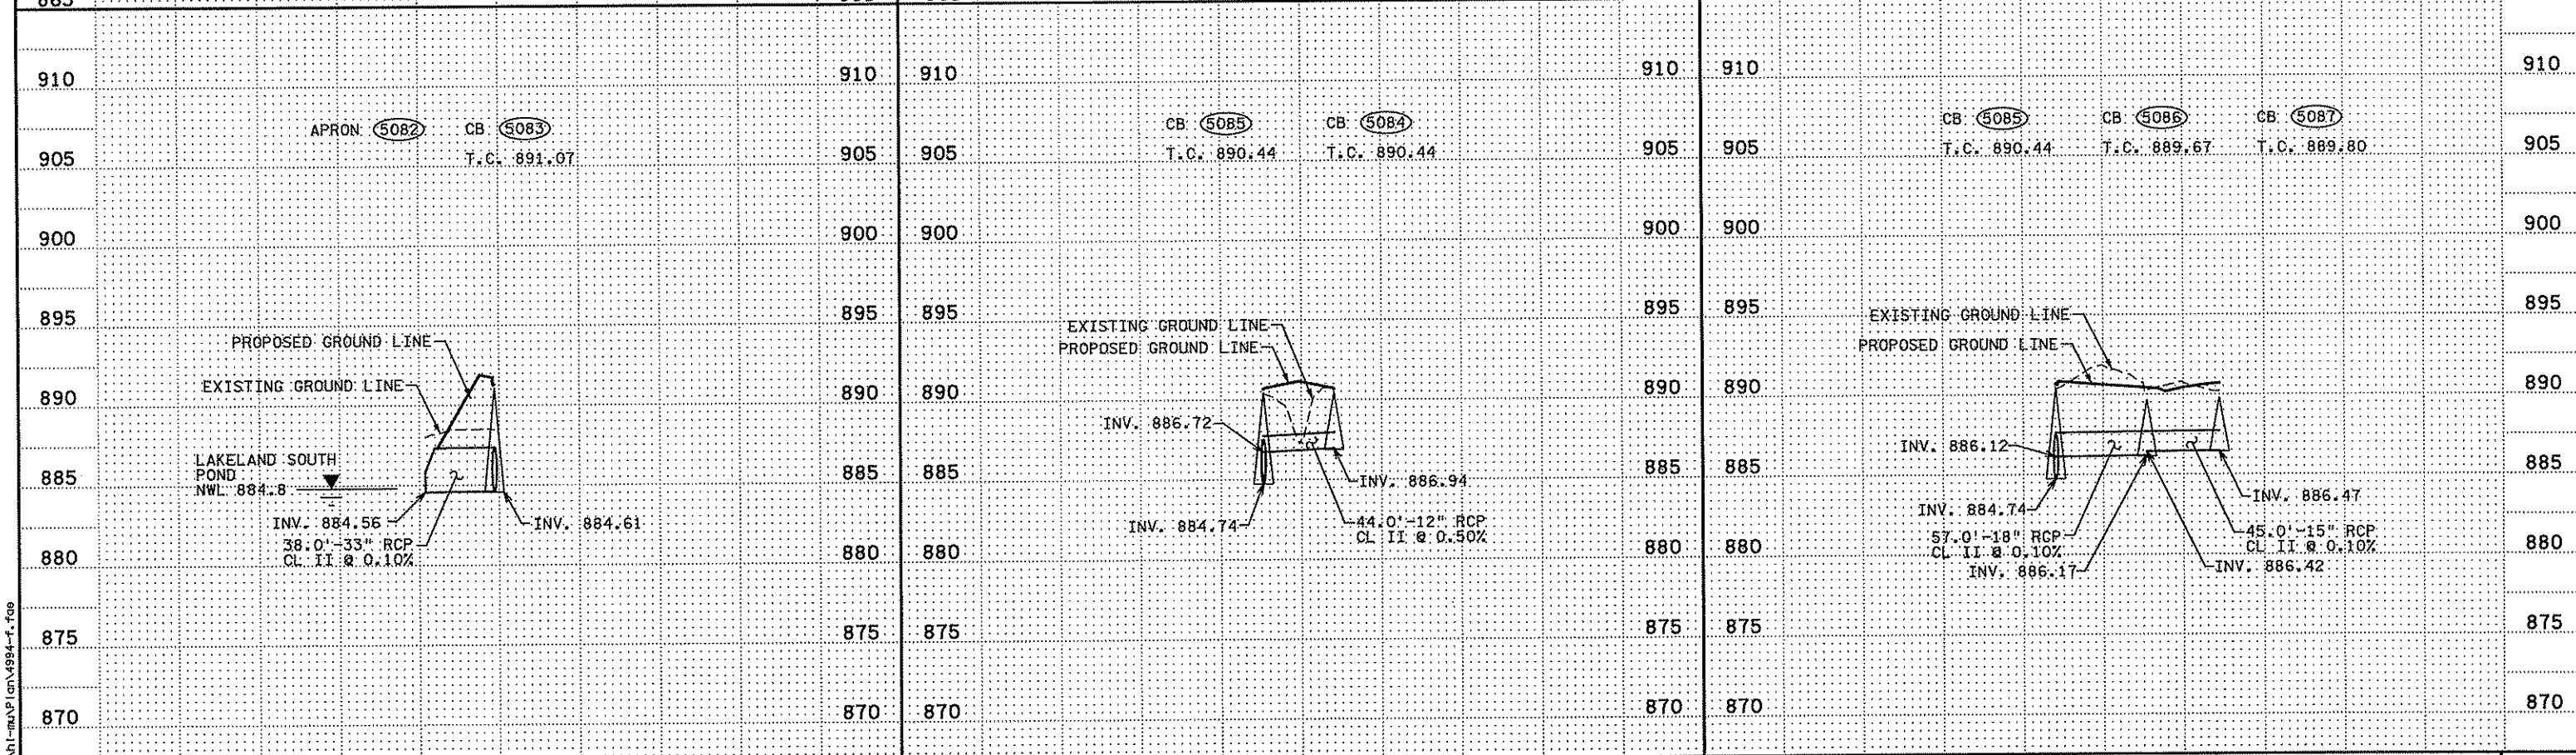 910
905
900
895
890
885
880
875
870
APRON 5082
CB 5083
T.C. 891.07
PROPOSED GROUND LINE
EXISTING GROUND LINE
LAKELAND SOUTH
POND
NWL 884.8
INV. 884.56
INV. 884.61
38.0'-33" RCP
CL II @ 0.10%
910
905
900
895
890
885
880
875
870
910
905
900
895
890
885
880
875
870
CB 5085
T.C. 890.44
CB 5084
T.C. 890.44
EXISTING GROUND LINE
PROPOSED GROUND LINE
INV. 886.72
INV. 886.94
INV. 884.74
44.0'-12" RCP
CL II @ 0.50%
910
905
900
895
890
885
880
875
870
910
905
900
895
890
885
880
875
870
CB 5085
T.C. 890.44
CB 5086
T.C. 889.67
CB 5087
T.C. 889.80
EXISTING GROUND LINE
PROPOSED GROUND LINE
INV. 886.12
INV. 886.47
INV. 884.74
57.0'-18" RCP
CL II @ 0.10%
45.0'-15" RCP
CL II @ 0.10%
INV. 886.17
INV. 886.42
910
905
900
895
890
885
880
875
870